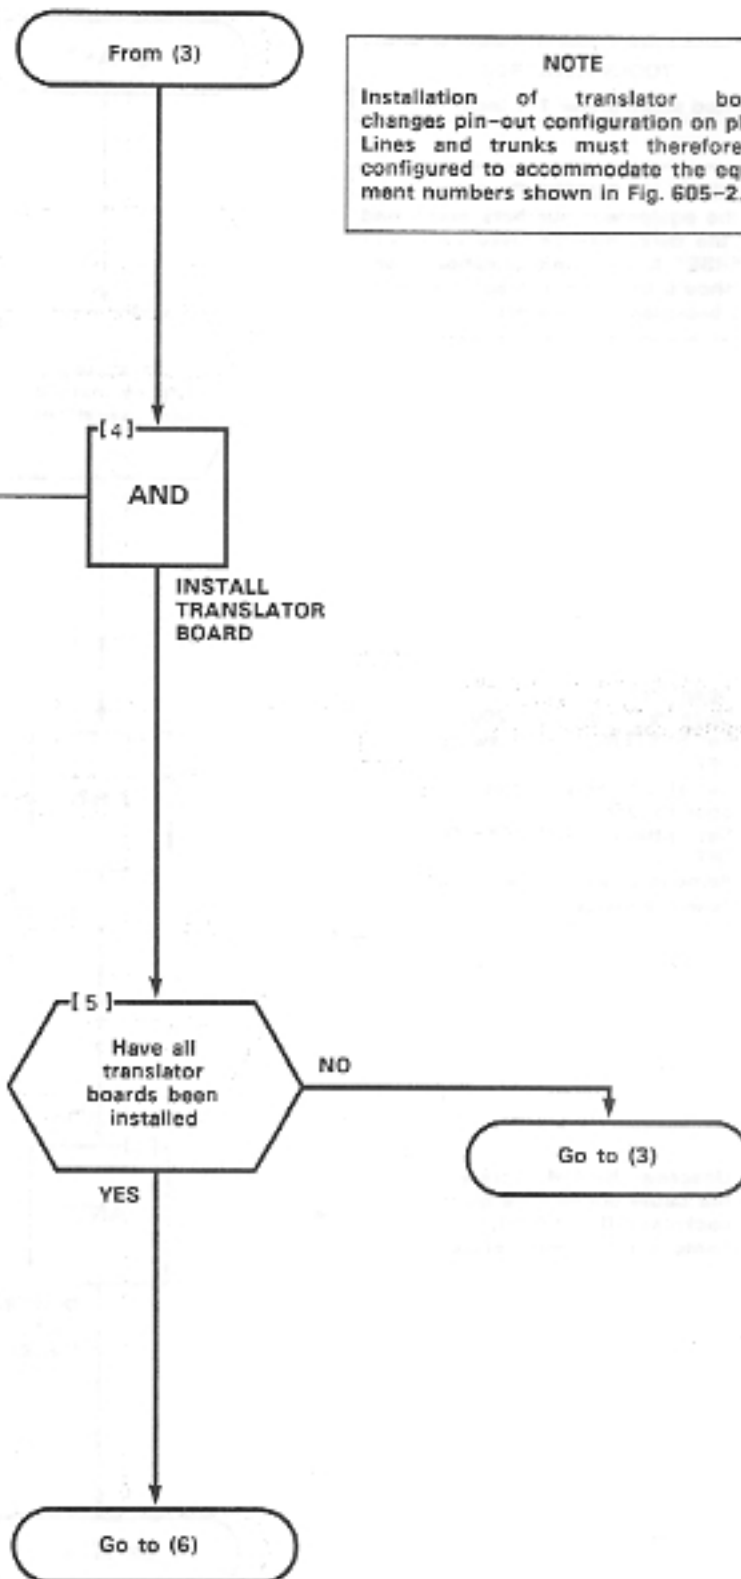 From (3)
NOTE
Installation of translator
changes pin-out configuration on
Lines and trunks must therefore
configured to accommodate the
ment numbers shown in Fig. 605-2.
[4]
AND
INSTALL
TRANSLATOR
BOARD
[5]
Have all
translator
boards been
installed
NO
Go to (3)
YES
Go to (6)